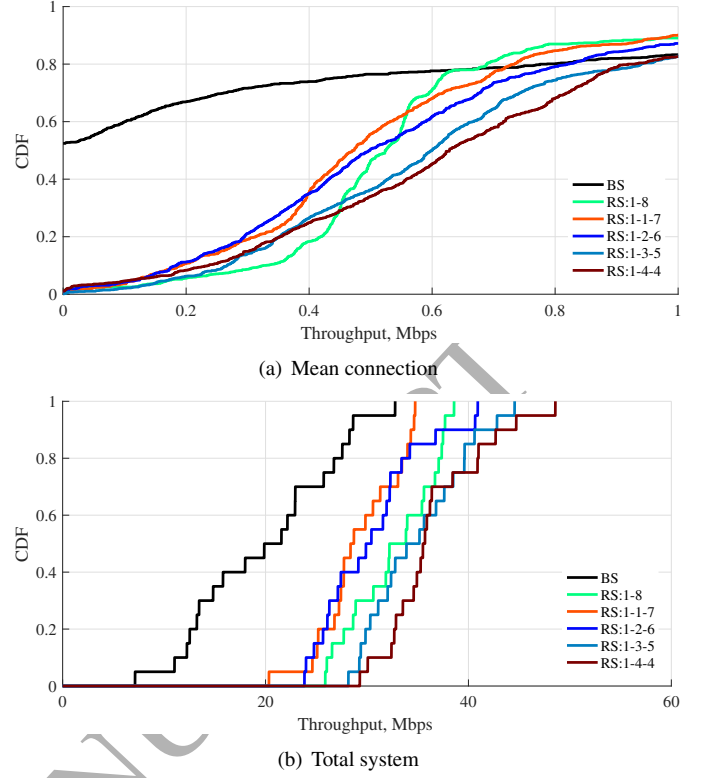 1
0.8
0.6
0.4
0.2
0
CDF
BS
RS:1-8
RS:1-1-7
RS:1-2-6
RS:1-3-5
RS:1-4-4
0 0.2 0.4 0.6 0.8 1
Throughput, Mbps
(a) Mean connection
1
0.8
0.6
0.4
0.2
0
CDF
BS
RS:1-8
RS:1-1-7
RS:1-2-6
RS:1-3-5
RS:1-4-4
0 20 40 60
Throughput, Mbps
(b) Total system